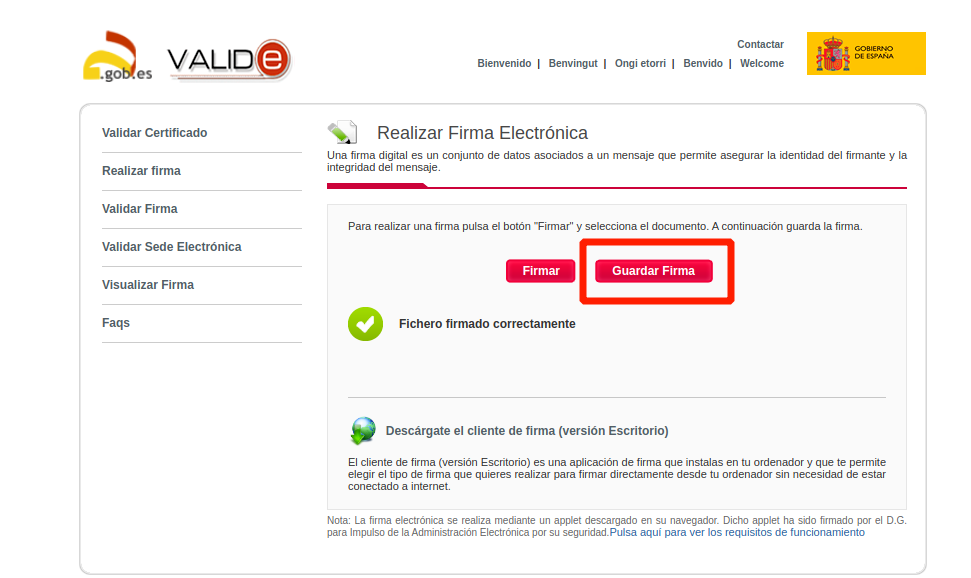 .gob.es
VALIDe
Contactar
Bienvenido | Benvingut | Ongi etorri | Benvido | Welcome
GOBIERNO
DE ESPAÑA
Validar Certificado
Realizar firma
Validar Firma
Validar Sede Electrónica
Visualizar Firma
Faqs
Realizar Firma Electrónica
Una firma digital es un conjunto de datos asociados a un mensaje que permite asegurar la identidad del firmante y la
integridad del mensaje.
Para realizar una firma pulsa el botón "Firmar" y selecciona el documento. A continuación guarda la firma.
Firmar
Guardar Firma
Fichero firmado correctamente
Descárgate el cliente de firma (versión Escritorio)
El cliente de firma (versión Escritorio) es una aplicación de firma que instalas en tu ordenador y que te permite
elegir el tipo de firma que quieres realizar para firmar directamente desde tu ordenador sin necesidad de estar
conectado a internet.
Nota: La firma electrónica se realiza mediante un applet descargado en su navegador. Dicho applet ha sido firmado por el D.G.
para Impulso de la Administración Electrónica por su seguridad.Pulsa aquí para ver los requisitos de funcionamiento